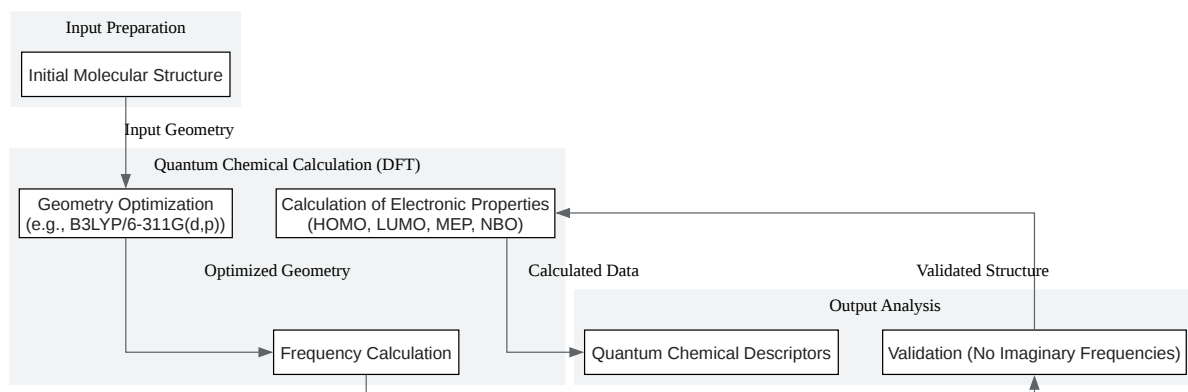 Input Preparation
Initial Molecular Structure
Input Geometry
Quantum Chemical Calculation (DFT)
Geometry Optimization
(e.g., B3LYP/6-311G(d,p))
Calculation of Electronic Properties
(HOMO, LUMO, MEP, NBO)
Optimized Geometry
Calculated Data
Validated Structure
Output Analysis
Frequency Calculation
Quantum Chemical Descriptors
Validation (No Imaginary Frequencies)